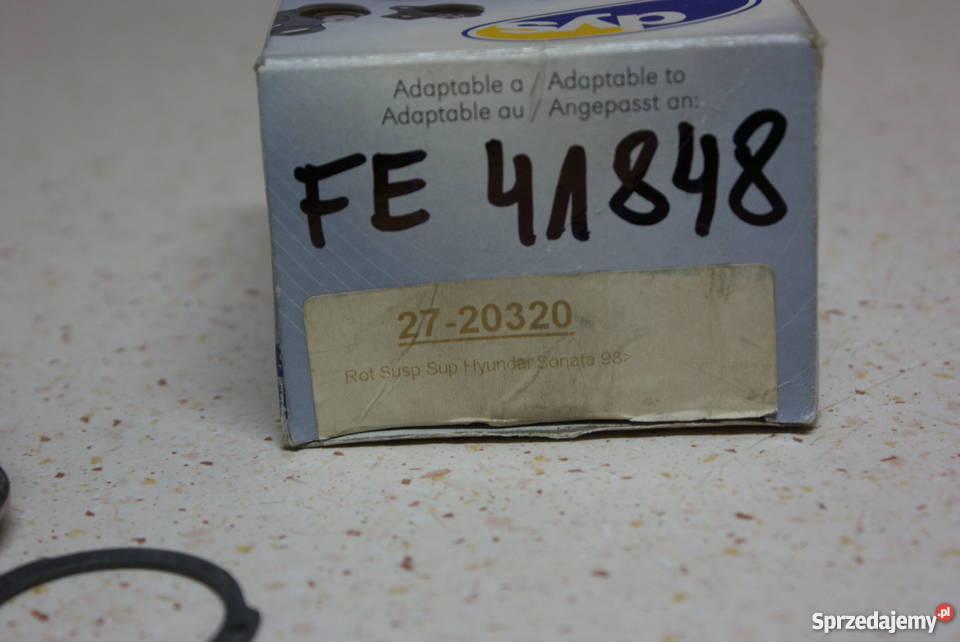 dys
Adaptable a / Adaptable to
Adaptable au / Angepasst an:
FE 41848
27-20320
Rot Susp Sup Hyundai Sonata 98>
Sprzedajemy.pl